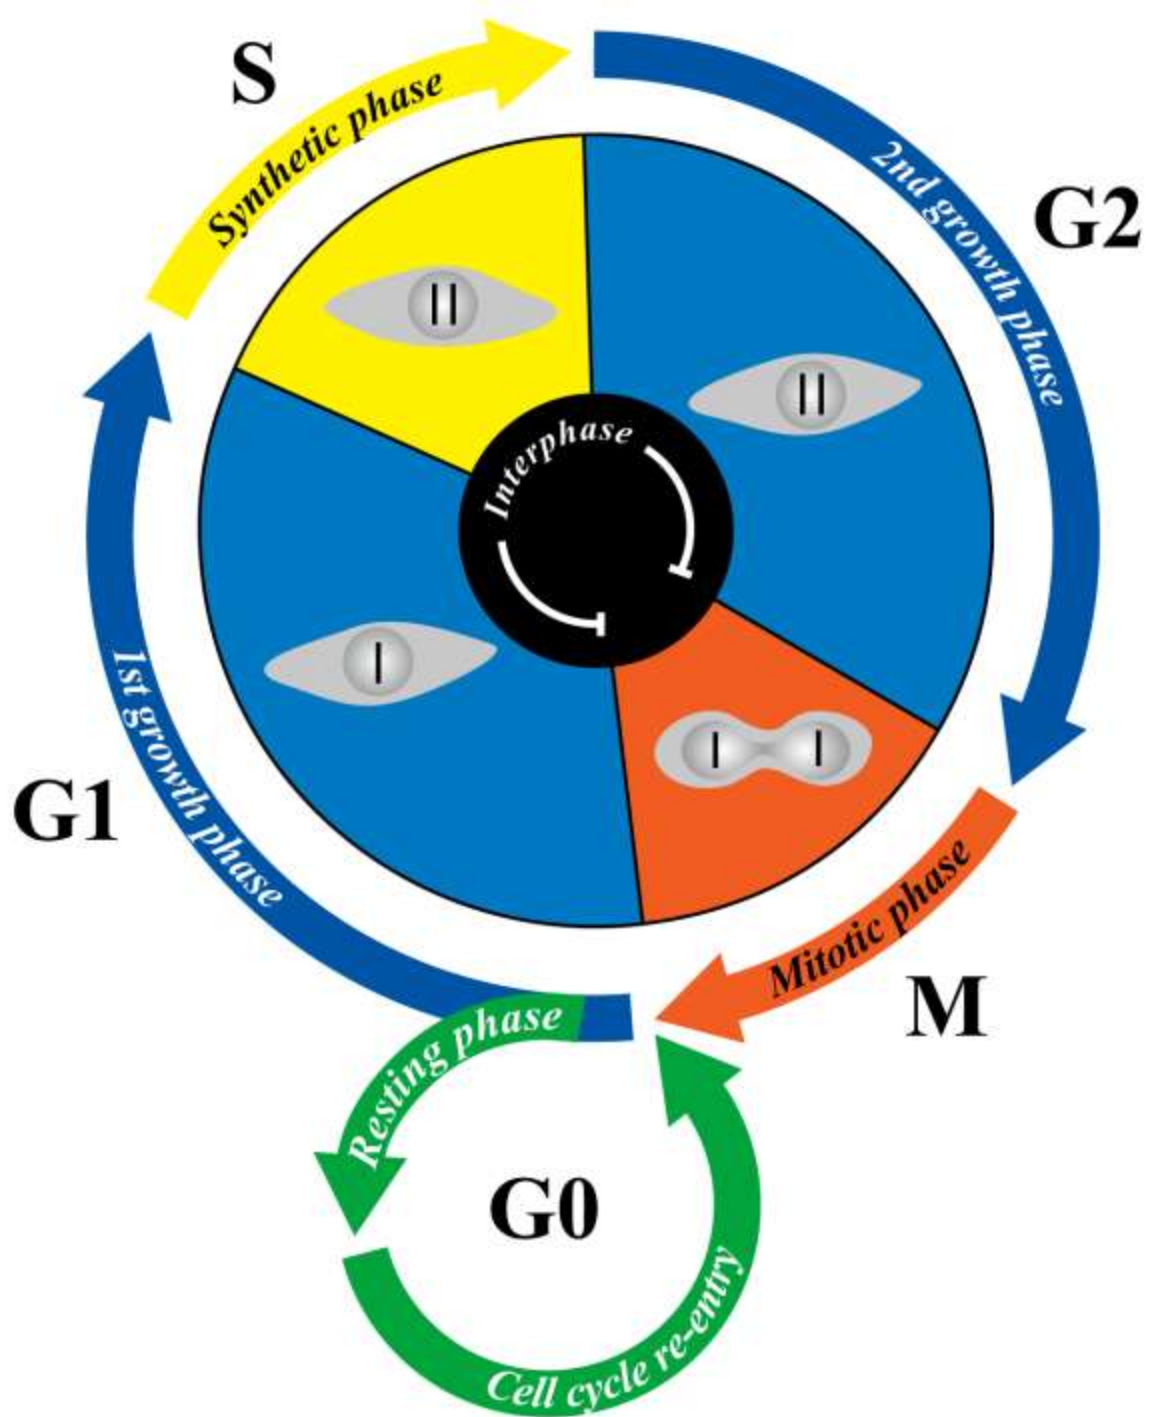 S
Synthetic phase
2nd growth phase
G2
Interphase
1st growth phase
G1
Mitotic phase
M
Resting phase
G0
Cell cycle re-entry